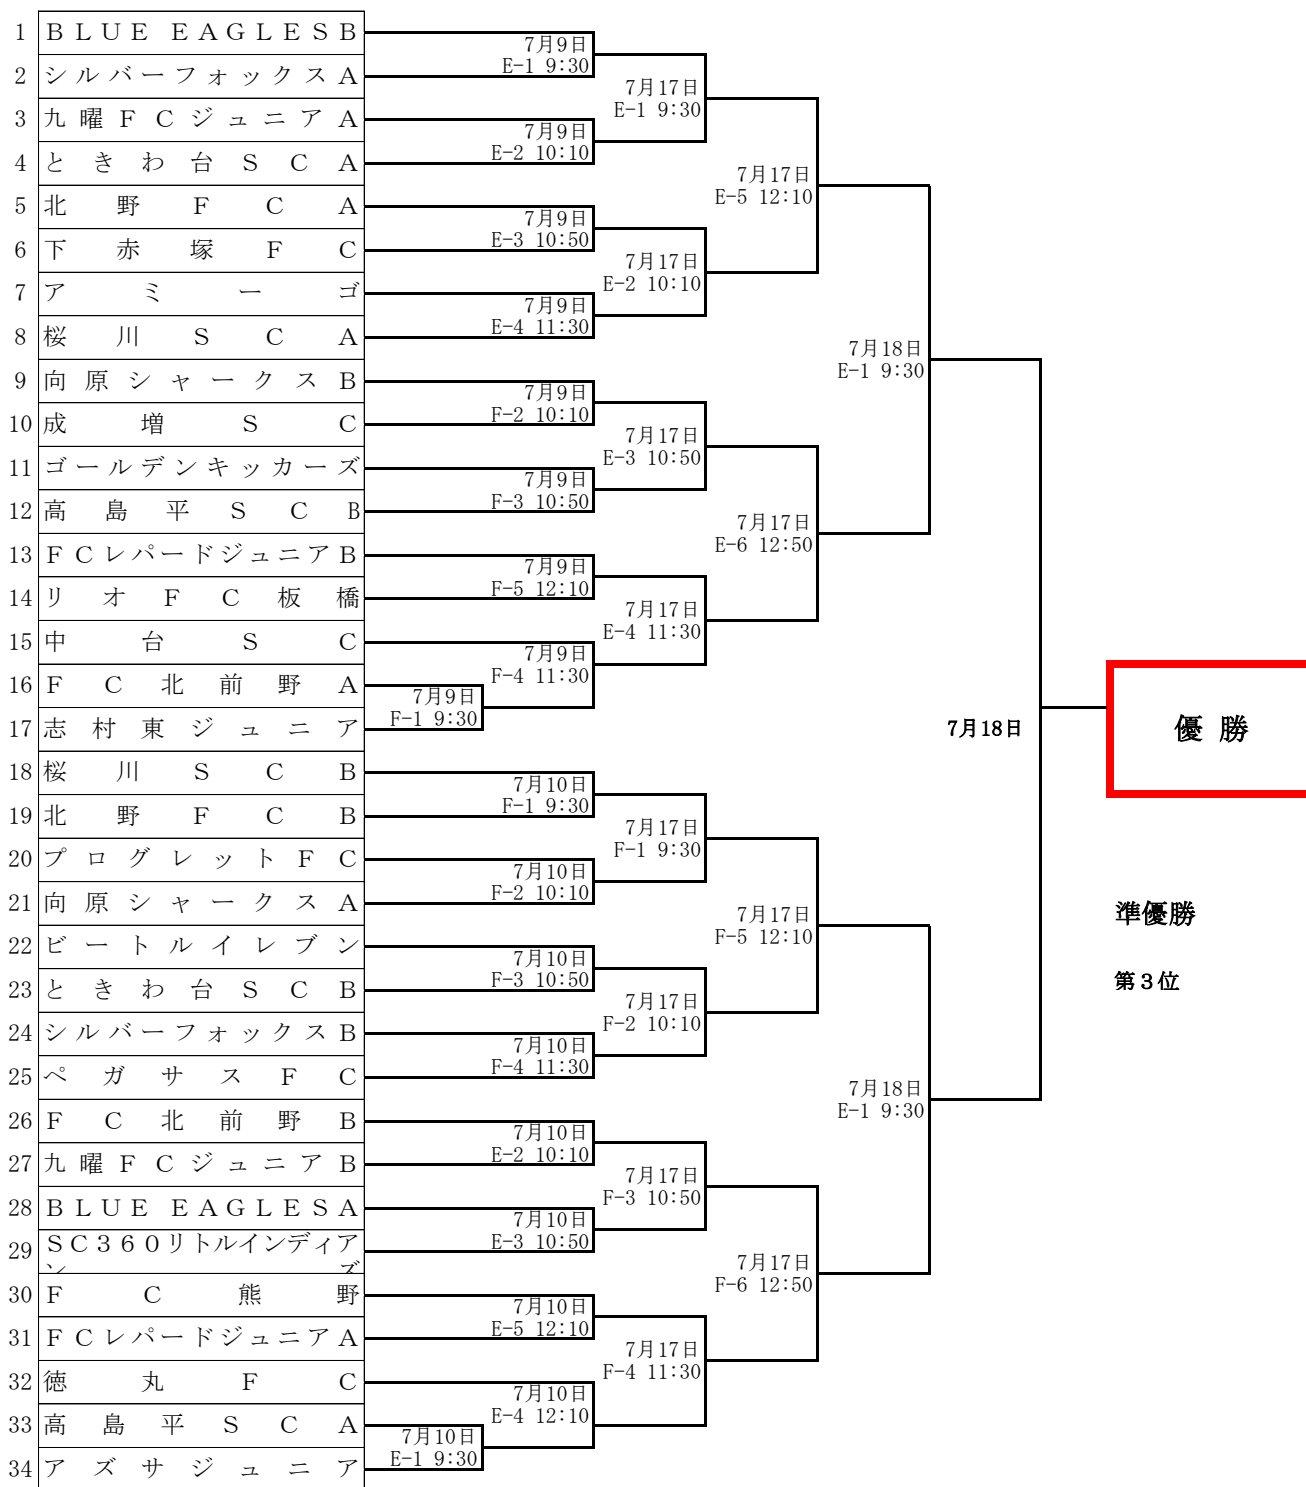 1 BLUE EAGLESB
2 シルバーフォックスA
3 九曜FCジュニアA
4 ときわ台SCA
5 北野FCA
6 下赤塚FC
7 アミーゴ
8 桜川SCA
9 向原シャークスB
10 成増SC
11 ゴールデンキッカーズ
12 高島平SCB
13 FCレパードジュニアB
14 リオFC板橋
15 中台SC
16 FC北前野A
17 志村東ジュニア
18 桜川SCB
19 北野FCB
20 プログレットFC
21 向原シャークスA
22 ビートルイレブン
23 ときわ台SCB
24 シルバーフォックスB
25 ペガサスFC
26 FC北前野B
27 九曜FCジュニアB
28 BLUE EAGLESA
29 SC360リトルインディア
ンズ
30 FC熊野
31 FCレパードジュニアA
32 徳丸FC
33 高島平SCA
34 アズサジュニア
7月9日
F-1 9:30
7月10日
E-1 9:30
7月9日
E-1 9:30
7月9日
E-2 10:10
7月9日
E-3 10:50
7月9日
E-4 11:30
7月9日
F-2 10:10
7月9日
F-3 10:50
7月9日
F-5 12:10
7月9日
F-4 11:30
7月10日
F-1 9:30
7月10日
F-2 10:10
7月10日
F-3 10:50
7月10日
F-4 11:30
7月10日
E-2 10:10
7月10日
E-3 10:50
7月10日
E-5 12:10
7月10日
E-4 12:10
7月17日
E-1 9:30
7月17日
E-2 10:10
7月17日
E-3 10:50
7月17日
E-4 11:30
7月17日
F-1 9:30
7月17日
F-2 10:10
7月17日
F-3 10:50
7月17日
F-4 11:30
7月17日
E-5 12:10
7月17日
E-6 12:50
7月17日
F-5 12:10
7月17日
F-6 12:50
7月18日
E-1 9:30
7月18日
E-1 9:30
7月18日
優勝
準優勝
第3位